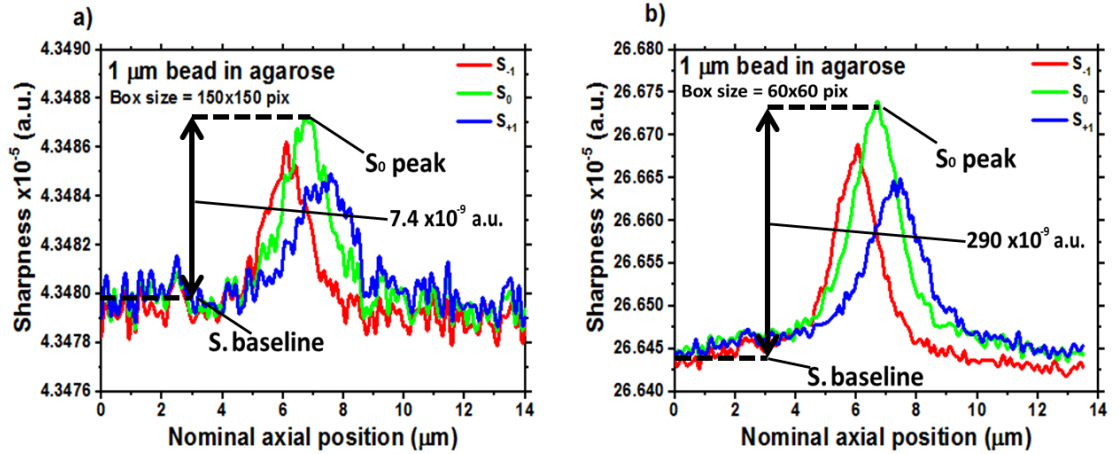 a)
Sharpness x10-5 (a.u.)
4.3490
4.3488
4.3486
4.3484
4.3482
4.3480
4.3478
4.3476
1 μm bead in agarose
Box size = 150x150 pix
S-1
S0
S+1
S0 peak
7.4 x10-9 a.u.
S. baseline
0 2 4 6 8 10 12 14
Nominal axial position (μm)
b)
Sharpness x10-5 (a.u.)
26.680
26.675
26.670
26.665
26.660
26.655
26.650
26.645
26.640
1 μm bead in agarose
Box size = 60x60 pix
S-1
S0
S+1
S0 peak
290 x10-9 a.u.
S. baseline
0 2 4 6 8 10 12 14
Nominal axial position (μm)